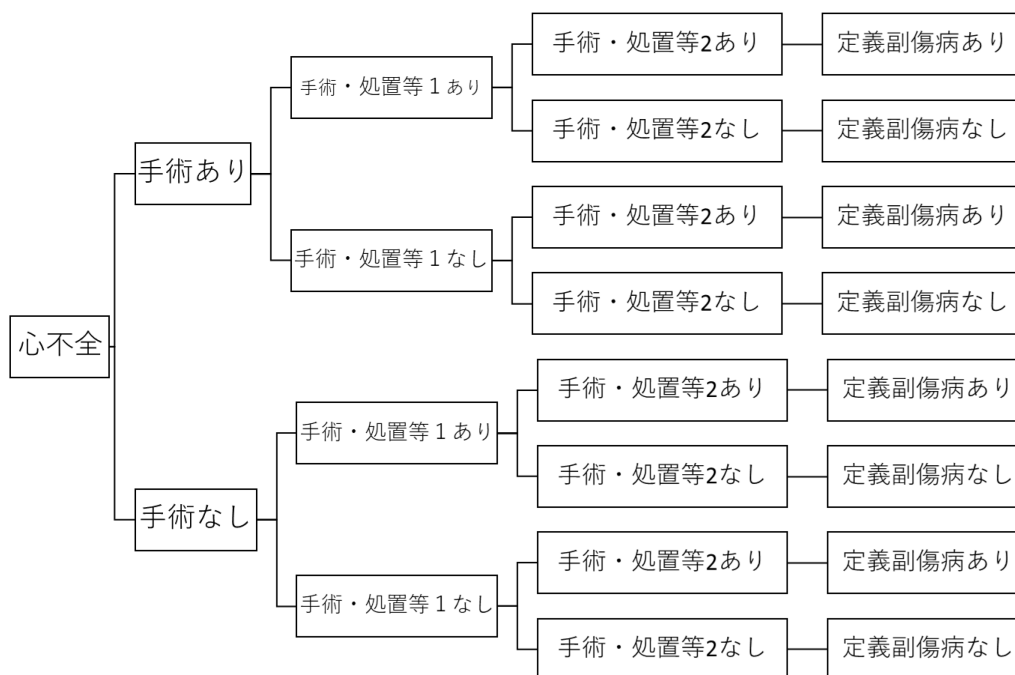 心不全
手術あり
手術・処置等１あり
手術・処置等2あり
定義副傷病あり
手術・処置等2なし
定義副傷病なし
手術・処置等１なし
手術・処置等2あり
定義副傷病あり
手術・処置等2なし
定義副傷病なし
手術なし
手術・処置等１あり
手術・処置等2あり
定義副傷病あり
手術・処置等2なし
定義副傷病なし
手術・処置等１なし
手術・処置等2あり
定義副傷病あり
手術・処置等2なし
定義副傷病なし